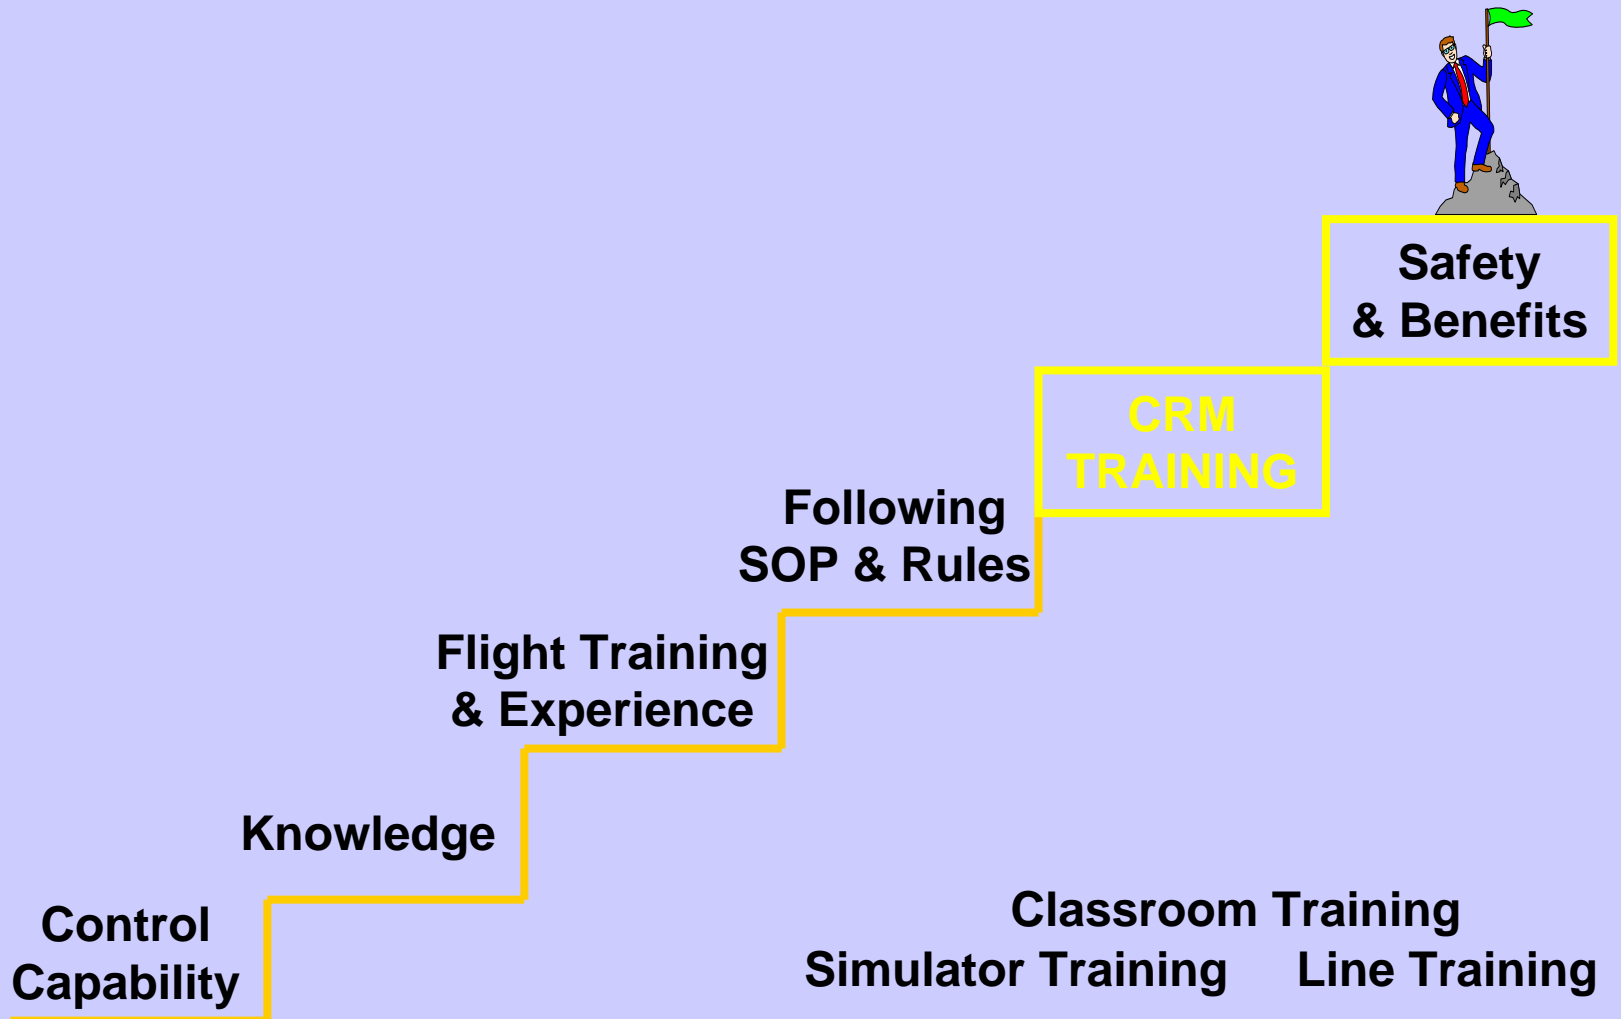 Safety
& Benefits
CRM
TRAINING
Following
SOP & Rules
Flight Training
& Experience
Knowledge
Control
Capability
Classroom Training
Simulator Training Line Training